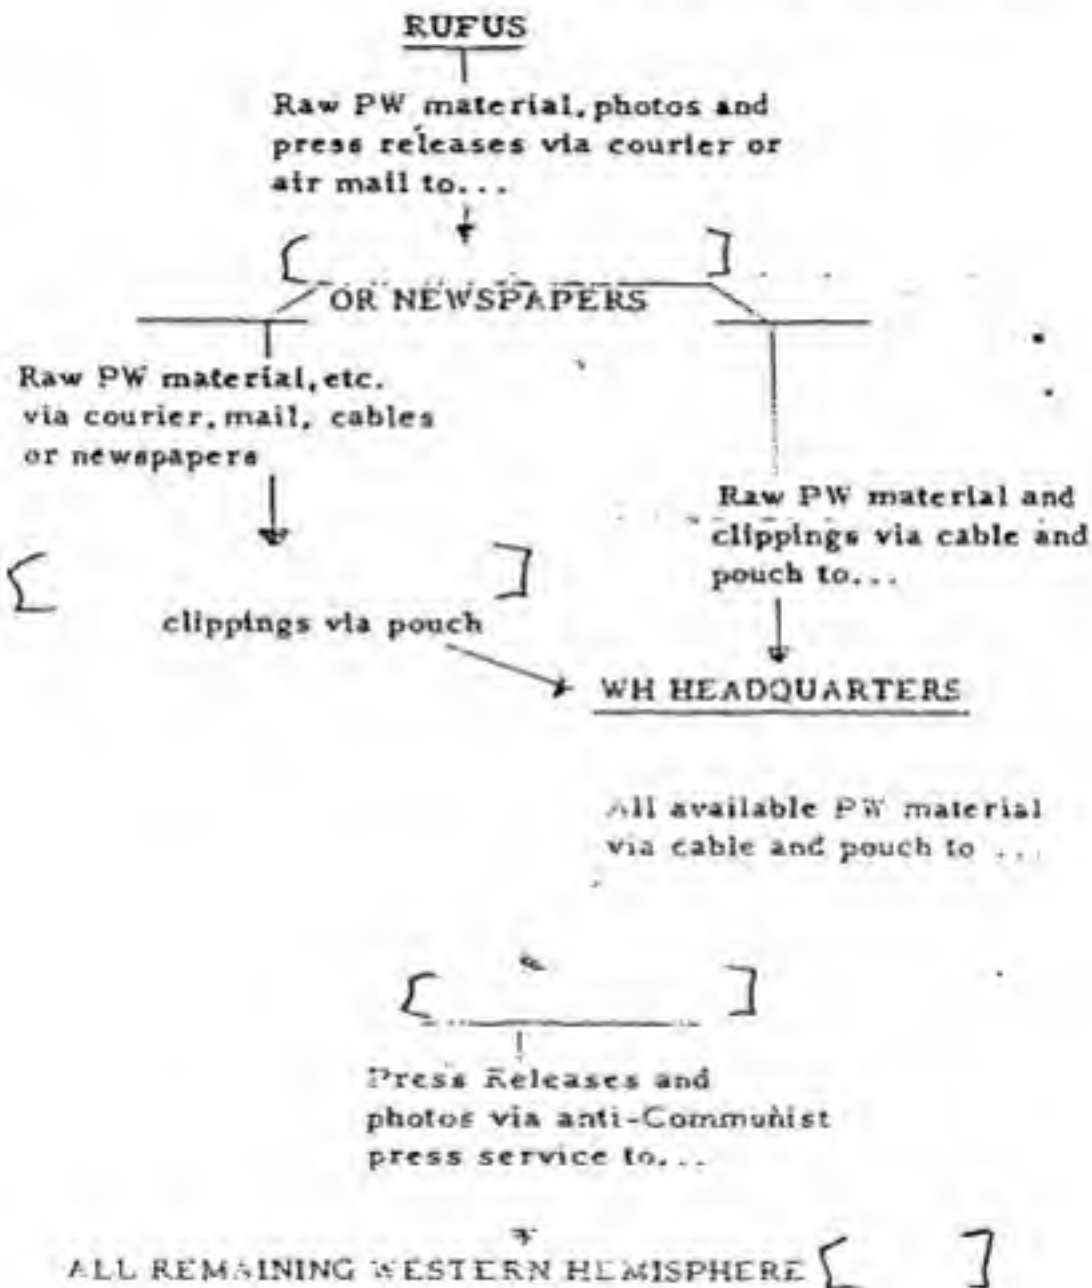 RUFUS
Raw PW material, photos and
press releases via courier or
air mail to...
[ ]
OR NEWSPAPERS
Raw PW material, etc.
via courier, mail, cables
or newspapers
[ ]
clippings via pouch
Raw PW material and
clippings via cable and
pouch to...
WH HEADQUARTERS
All available PW material
via cable and pouch to ...
[ ]
Press Releases and
photos via anti-Communist
press service to...
ALL REMAINING WESTERN HEMISPHERE [ ]